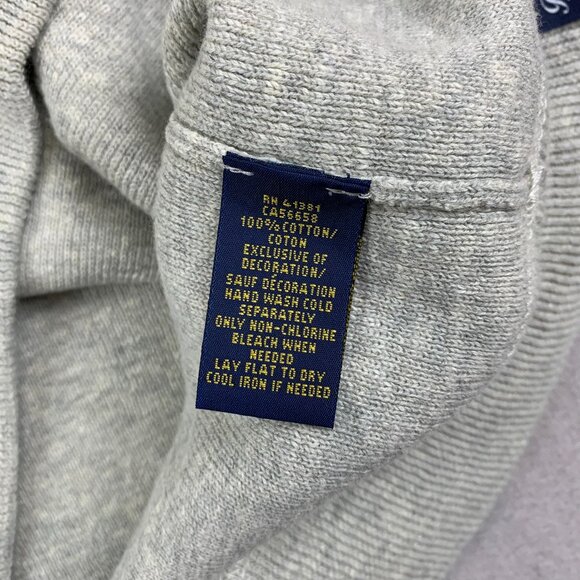 RN 41381
CA56658
100% COTTON/
COTON
EXCLUSIVE OF
DECORATION/
SAUF DÉCORATION
HAND WASH COLD
SEPARATELY
ONLY NON-CHLORINE
BLEACH WHEN
NEEDED
LAY FLAT TO DRY
COOL IRON IF NEEDED